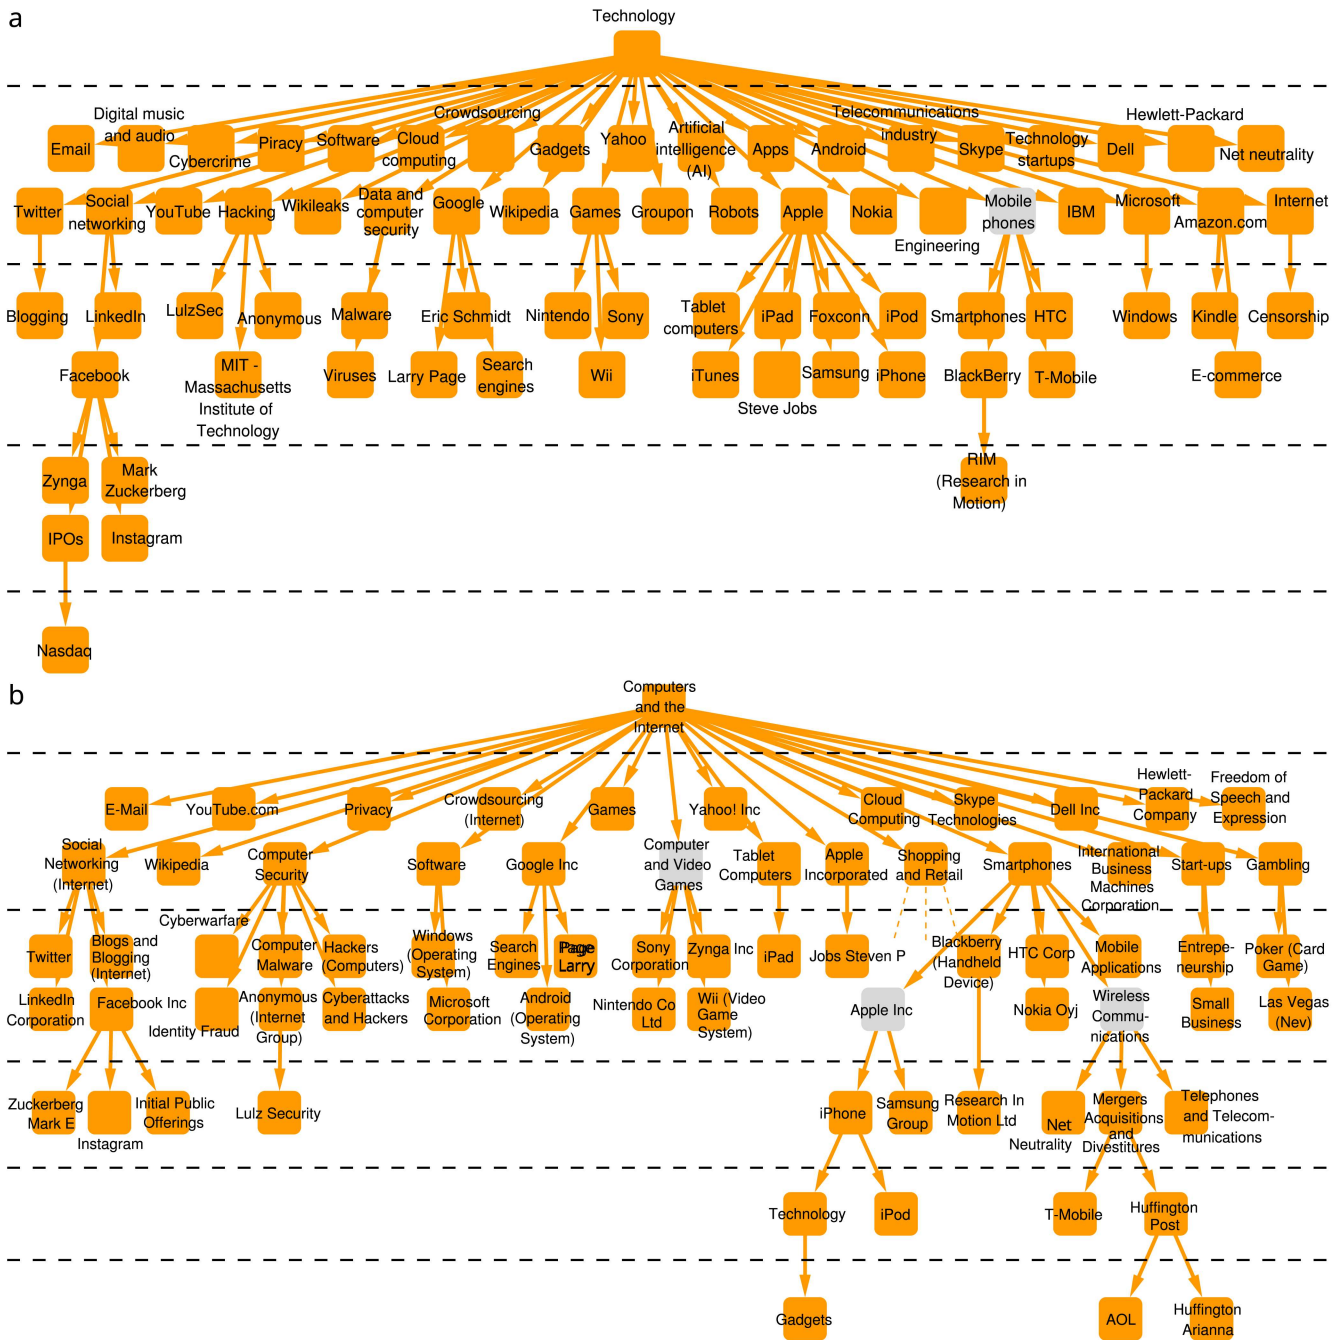 a
Technology
Email
Digital music
and audio
Cybercrime
Piracy
Software
Cloud
computing
Crowdsourcing
Gadgets
Yahoo
Artificial
intelligence
(AI)
Apps
Android
Telecommunications
industry
Skype
Technology
startups
Dell
Hewlett-Packard
Net neutrality
Twitter
Social
networking
YouTube
Hacking
Wikileaks
Data and
computer
security
Google
Wikipedia
Games
Groupon
Robots
Apple
Nokia
Engineering
Mobile
phones
IBM
Microsoft
Amazon.com
Internet
Blogging
LinkedIn
LulzSec
Anonymous
Malware
Eric Schmidt
Nintendo
Sony
Tablet
computers
iPad
Foxconn
iPod
Smartphones
HTC
Windows
Kindle
Censorship
Facebook
MIT -
Massachusetts
Institute of
Technology
Viruses
Larry Page
Search
engines
Wii
iTunes
Steve Jobs
Samsung
iPhone
BlackBerry
T-Mobile
E-commerce
Zynga
Mark
Zuckerberg
RIM
(Research in
Motion)
IPOs
Instagram
Nasdaq
b
Computers
and the
Internet
E-Mail
YouTube.com
Privacy
Crowdsourcing
(Internet)
Games
Yahoo! Inc
Cloud
Computing
Skype
Technologies
Dell Inc
Hewlett-
Packard
Company
Freedom of
Speech and
Expression
Social
Networking
(Internet)
Wikipedia
Computer
Security
Software
Google Inc
Computer
and Video
Games
Tablet
Computers
Apple
Incorporated
Shopping
and Retail
Smartphones
International
Business
Machines
Corporation
Start-ups
Gambling
Twitter
Blogs and
Blogging
(Internet)
Cyberwarfare
Computer
Malware
Hackers
(Computers)
Windows
(Operating
System)
Search
Engines
Page
Larry
Sony
Corporation
Zynga Inc
iPad
Jobs Steven P
Blackberry
(Handheld
Device)
HTC Corp
Mobile
Applications
Entrepe-
neurship
Poker (Card
Game)
LinkedIn
Corporation
Facebook Inc
Identity Fraud
Anonymous
(Internet
Group)
Cyberattacks
and Hackers
Microsoft
Corporation
Android
(Operating
System)
Nintendo Co
Ltd
Wii (Video
Game
System)
Apple Inc
Nokia Oyj
Wireless
Commu-
nications
Small
Business
Las Vegas
(Nev)
Zuckerberg
Mark E
Instagram
Initial Public
Offerings
Lulz Security
iPhone
Samsung
Group
Research In
Motion Ltd
Net
Neutrality
Mergers
Acquisitions
and
Divestitures
Telephones
and Telecom-
munications
Technology
iPod
T-Mobile
Huffington
Post
Gadgets
AOL
Huffington
Arianna